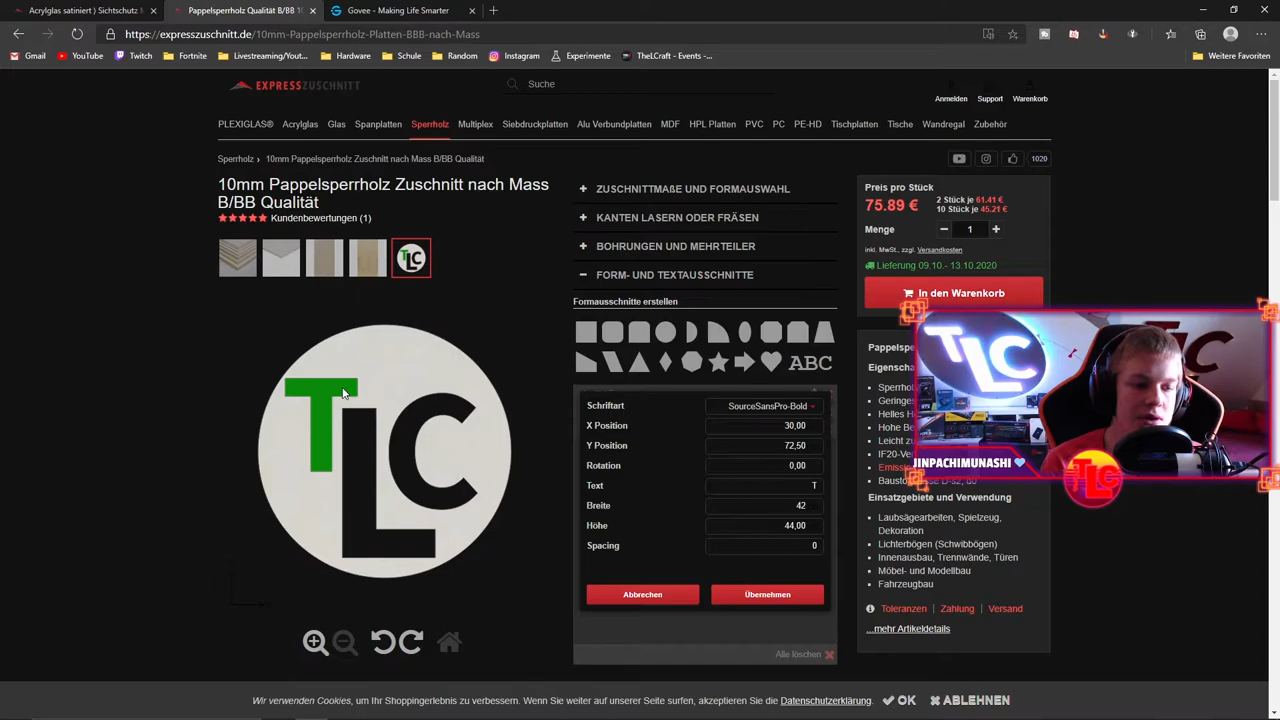 Acrylglas satiniert ) Sichtschutz M
Pappelsperrholz Zuschnitt B/BB 10
Govee - Making Life Smarter
https://expresszuschnitt.de/10mm-Pappelsperrholz-Platten-BBB-nach-Mass
Gmail
YouTube
Twitch
Fortnite
Livestreaming/Yout...
Hardware
Schule
Random
Instagram
Experimente
TheLCraft - Events -...
Weitere Favoriten
EXPRESSZUSCHNITT
Suche
Anmelden Support Warenkorb
PLEXIGLAS® Acrylglas Glas Spanplatten Sperrholz Multiplex Siebdruckplatten Alu Verbundplatten MDF HPL Platten PVC PC PE-HD Tischplatten Tische Wandregal Zubehör
Sperrholz › 10mm Pappelsperrholz Zuschnitt nach Mass B/BB Qualität
1020
10mm Pappelsperrholz Zuschnitt nach Mass
B/BB Qualität
Kundenbewertungen (1)
TLC
TLC
ZUSCHNITTMAßE UND FORMAUSWAHL
KANTEN LASERN ODER FRÄSEN
BOHRUNGEN UND MEHRTEILER
FORM- UND TEXTAUSSCHNITTE
Formausschnitte erstellen
ABC
Schriftart SourceSansPro-Bold
X Position 30,00
Y Position 72,50
Rotation 0,00
Text T
Breite 42
Höhe 44,00
Spacing 0
Abbrechen Übernehmen
Alle löschen
Preis pro Stück
75.89 €
2 Stück je 61.41 €
10 Stück je 45.21 €
Menge 1
inkl. MwSt., zzgl. Versandkosten
Lieferung 09.10.- 13.10.2020
In den Warenkorb
TLC
JINPACHIMUNASHI
TLC
Einsatzgebiete und Verwendung
Laubsägearbeiten, Spielzeug,
Dekoration
Lichterbögen (Schwibbögen)
Innenausbau, Trennwände, Türen
Möbel- und Modellbau
Fahrzeugbau
Toleranzen | Zahlung | Versand
...mehr Artikeldetails
Wir verwenden Cookies, um Ihr Shoppingerlebnis zu verbessern. Wenn Sie weiter auf unserer Seite surfen, akzeptieren Sie die Datenschutzerklärung. OK ABLEHNEN